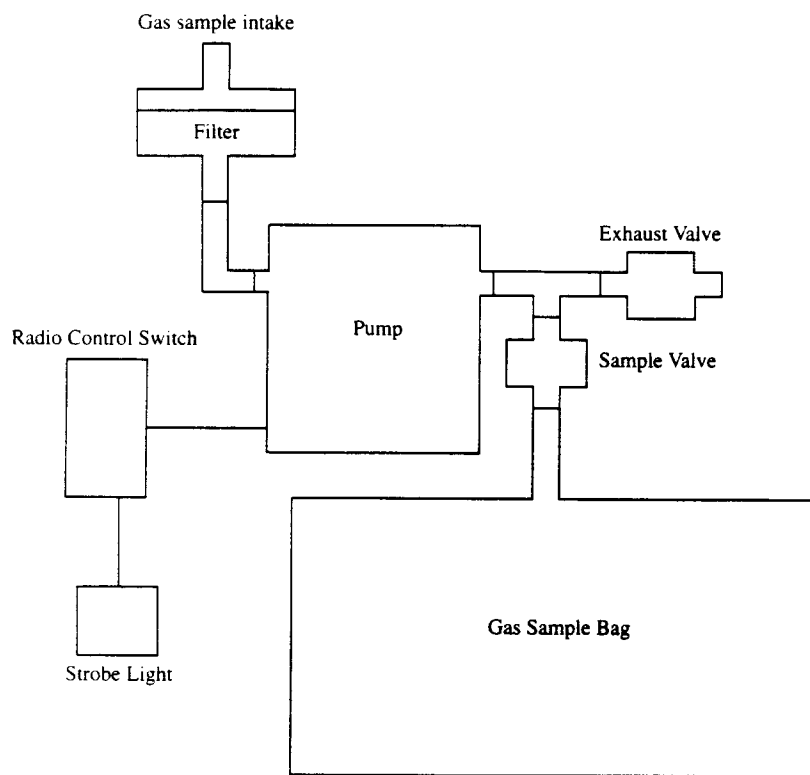 Gas sample intake
Filter
Exhaust Valve
Pump
Radio Control Switch
Sample Valve
Gas Sample Bag
Strobe Light